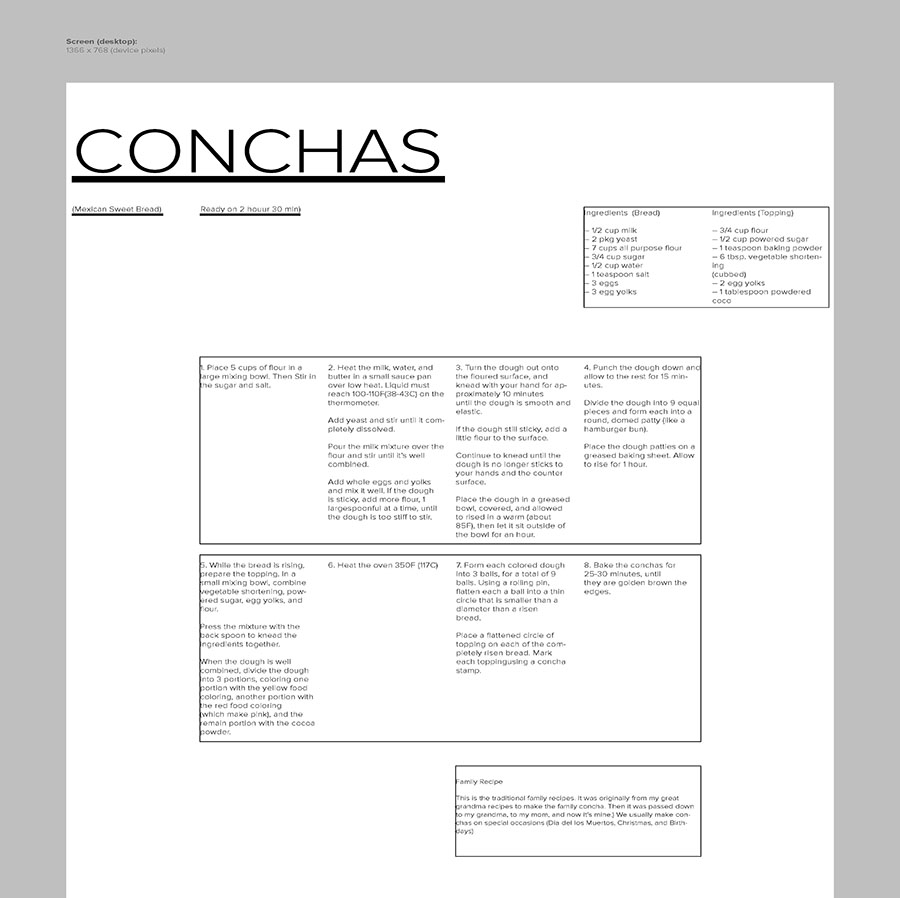 Screen (desktop):
1366 x 768 (device pixels)
CONCHAS
(Mexican Sweet Bread)
Ready on 2 houur 30 min)
Ingredients (Bread)
– 1/2 cup milk
– 2 pkg yeast
– 7 cups all purpose flour
– 3/4 cup sugar
– 1/2 cup water
– 1 teaspoon salt
– 3 eggs
– 3 egg yolks
Ingredients (Topping)
– 3/4 cup flour
– 1/2 cup powered sugar
– 1 teaspoon baking powder
– 6 tbsp. vegetable shorten-
ing
(cubbed)
– 2 egg yolks
– 1 tablespoon powdered
coco
1. Place 5 cups of flour in a
large mixing bowl. Then Stir in
the sugar and salt.
2. Heat the milk, water, and
butter in a small sauce pan
over low heat. Liquid must
reach 100-110F(38-43C) on the
thermometer.
Add yeast and stir until it com-
pletely dissolved.
Pour the milk mixture over the
flour and stir until it's well
combined.
Add whole eggs and yolks
and mix it well. If the dough
is sticky, add more flour, 1
largespoonful at a time, until
the dough is too stiff to stir.
3. Turn the dough out onto
the floured surface, and
knead with your hand for ap-
proximately 10 minutes
until the dough is smooth and
elastic.
If the dough still sticky, add a
little flour to the surface.
Continue to knead until the
dough is no longer sticks to
your hands and the counter
surface.
Place the dough in a greased
bowl, covered, and allowed
to rised in a warm (about
85F), then let it sit outside of
the bowl for an hour.
4. Punch the dough down and
allow to the rest for 15 min-
utes.
Divide the dough into 9 equal
pieces and form each into a
round, domed patty (like a
hamburger bun).
Place the dough patties on a
greased baking sheet. Allow
to rise for 1 hour.
5. While the bread is rising,
prepare the topping. In a
small mixing bowl, combine
vegetable shortening, pow-
ered sugar, egg yolks, and
flour.
Press the mixture with the
back spoon to knead the
ingredients together.
When the dough is well
combined, divide the dough
into 3 portions, coloring one
portion with the yellow food
coloring, another portion with
the red food coloring
(which make pink), and the
remain portion with the cocoa
powder.
6. Heat the oven 350F (117C)
7. Form each colored dough
into 3 balls, for a total of 9
balls. Using a rolling pin,
flatten each a ball into a thin
circle that is smaller than a
diameter than a risen
bread.
Place a flattened circle of
topping on each of the com-
pletely risen bread. Mark
each toppingusing a concha
stamp.
8. Bake the conchas for
25-30 minutes, until
they are golden brown the
edges.
Family Recipe
This is the traditional family recipes. It was originally from my great
grandma recipes to make the family concha. Then it was passed down
to my grandma, to my mom, and now it's mine.] We usually make con-
chas on special occasions (Dia del los Muertos, Christmas, and Birth-
days)